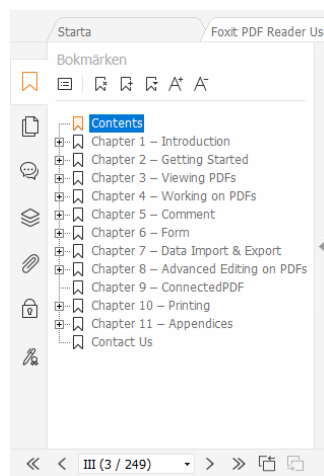 Starta
Foxit PDF Reader Us
Bokmärken
A+ A-
Contents
Chapter 1 – Introduction
Chapter 2 – Getting Started
Chapter 3 – Viewing PDFs
Chapter 4 – Working on PDFs
Chapter 5 – Comment
Chapter 6 – Form
Chapter 7 – Data Import & Export
Chapter 8 – Advanced Editing on PDFs
Chapter 9 – ConnectedPDF
Chapter 10 – Printing
Chapter 11 – Appendices
Contact Us
III (3 / 249)